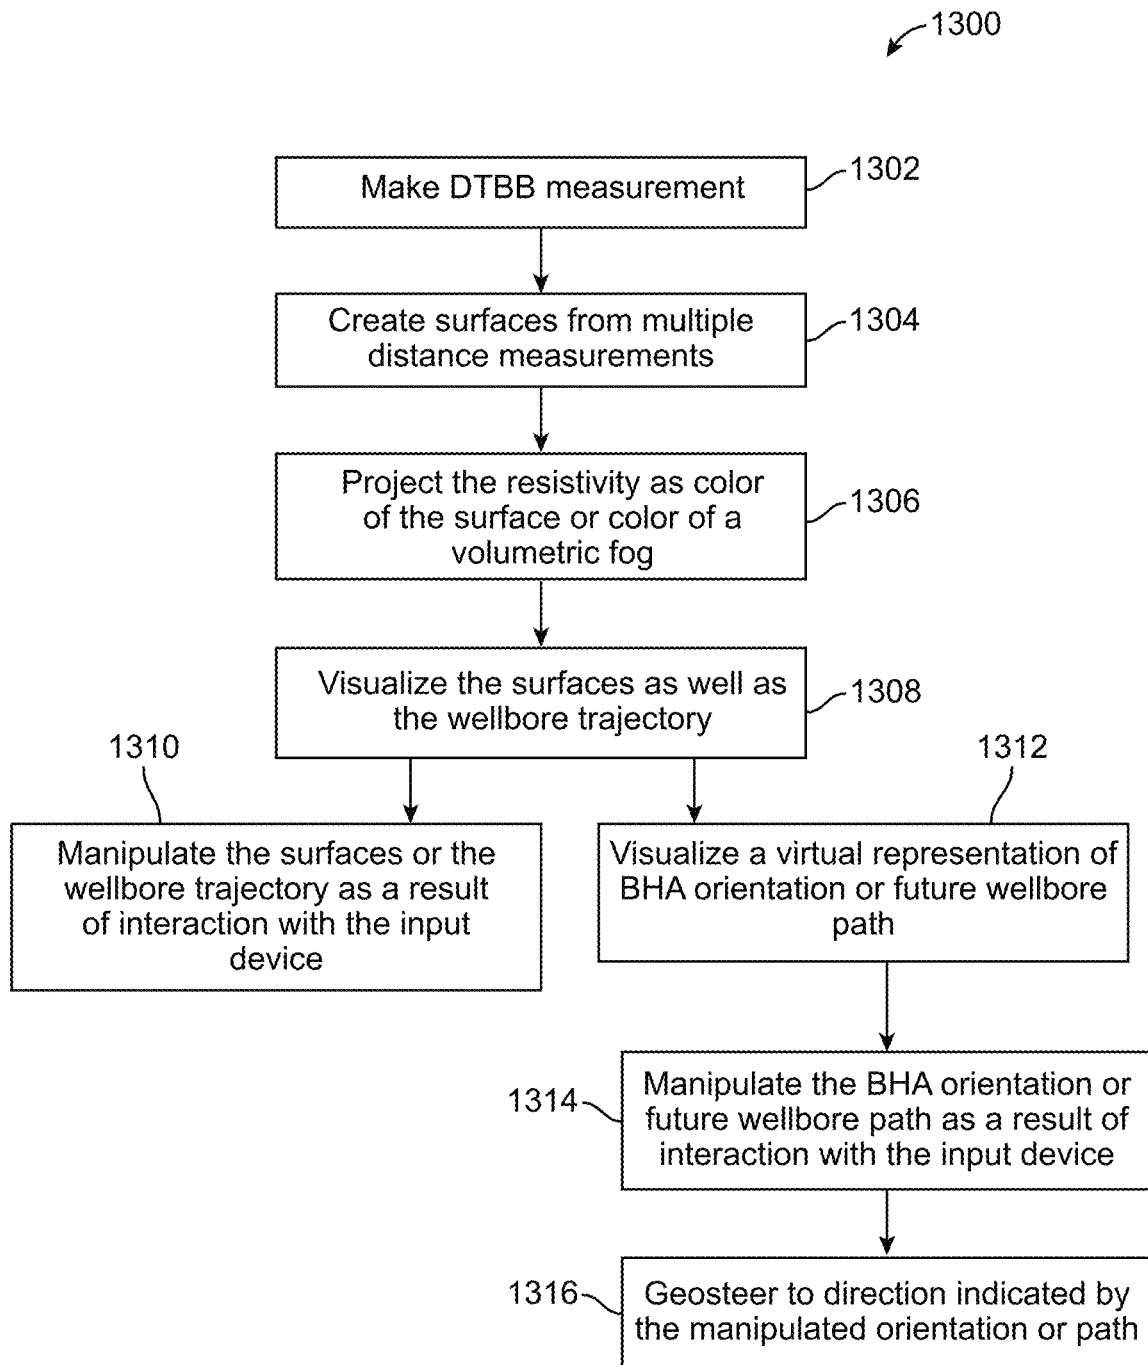 1300
Make DTBB measurement
1302
Create surfaces from multiple
distance measurements
1304
Project the resistivity as color
of the surface or color of a
volumetric fog
1306
Visualize the surfaces as well as
the wellbore trajectory
1308
1310
Manipulate the surfaces or the
wellbore trajectory as a result
of interaction with the input
device
1312
Visualize a virtual representation of
BHA orientation or future wellbore
path
1314
Manipulate the BHA orientation or
future wellbore path as a result of
interaction with the input device
1316
Geosteer to direction indicated by
the manipulated orientation or path